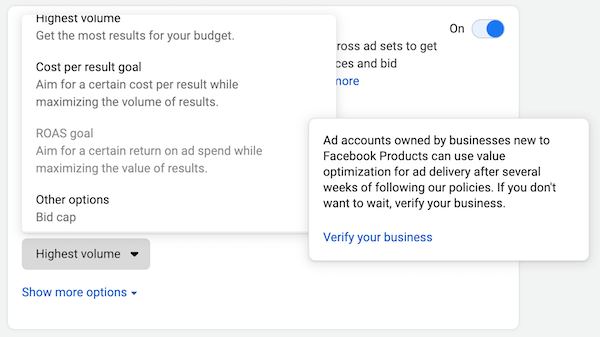 Highest volume
Get the most results for your budget.
Cost per result goal
Aim for a certain cost per result while
maximizing the volume of results.
ROAS goal
Aim for a certain return on ad spend while
maximizing the value of results.
Other options
Bid cap
On
ross ad sets to get
ces and bid
more
Ad accounts owned by businesses new to
Facebook Products can use value
optimization for ad delivery after several
weeks of following our policies. If you don't
want to wait, verify your business.
Verify your business
Highest volume
Show more options